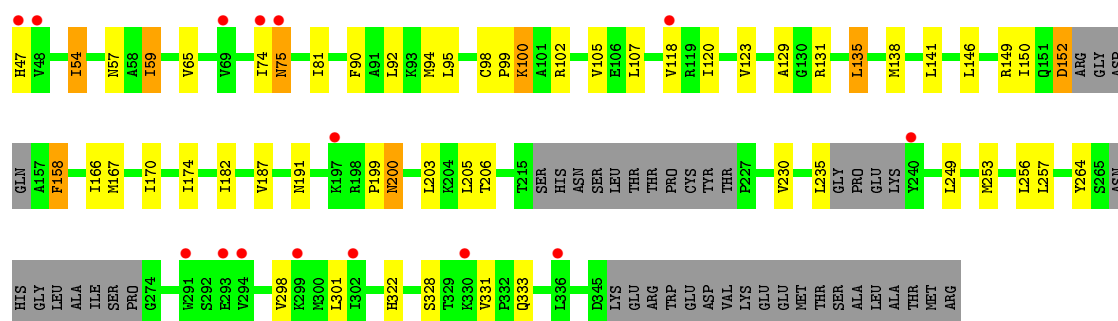 H47 V48 I54 N57 A58 I59 V65 V69 I74 N75 I81 F90 A91 L92 K93 M94 L95 C98 P99 K100 A101 R102 V105 E106 L107 V118 R119 I120 V123 A129 G130 R131 L135 M138 L141 L146 R149 I150 Q151 D152 ARG GLY ASP
GLN A157 F158 I166 M167 I170 I174 I182 V187 N191 K197 R198 P199 N200 L203 K204 L205 T206 T215 SER HIS ASN SER LEU THR THR PRO CYS TYR THR P227 V230 L235 GLY PRO GLU LYS Y240 L249 M253 L256 L257 Y264 S265 ASN
HIS GLY LEU ALA ILE SER PRO G274 W291 S292 E293 V294 V298 K299 M300 L301 I302 H322 S328 T329 K330 V331 P332 Q333 L336 D345 LYS GLU ARG TRP GLU ASP VAL LYS GLU GLU MET THR SER ALA LEU ALA THR MET ARG